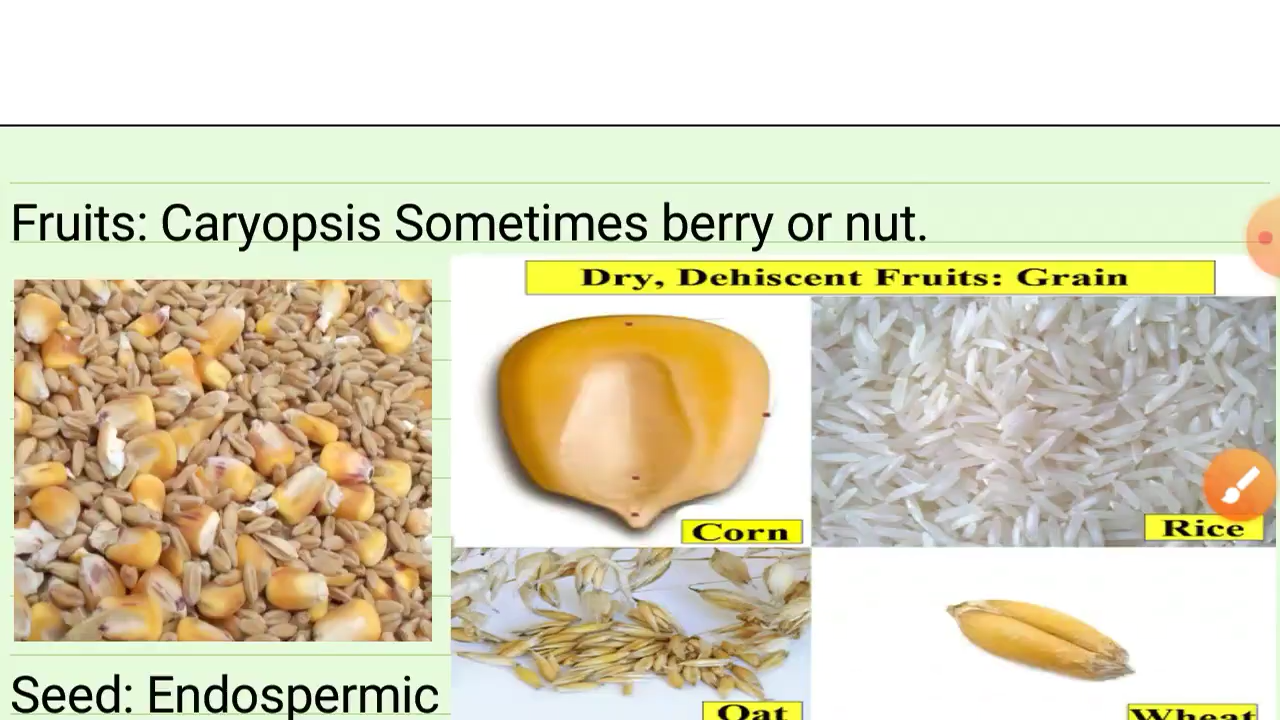 Fruits: Caryopsis Sometimes berry or nut.
Dry, Dehiscent Fruits: Grain
Corn
Rice
Oat
Wheat
Seed: Endospermic